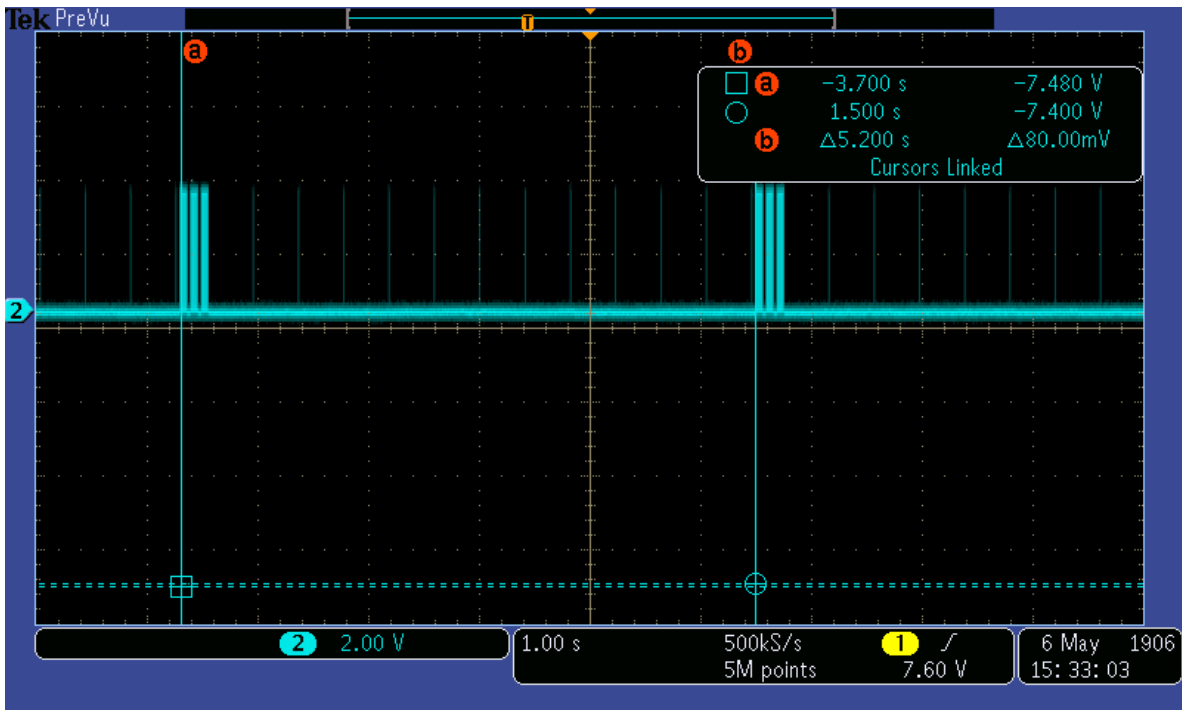 Tek PreVu
T
a b
a −3.700 s −7.480 V
1.500 s −7.400 V
b Δ5.200 s Δ80.00mV
Cursors Linked
2
2 2.00 V 1.00 s 500kS/s 1 6 May 1906
5M points 7.60 V 15:33:03